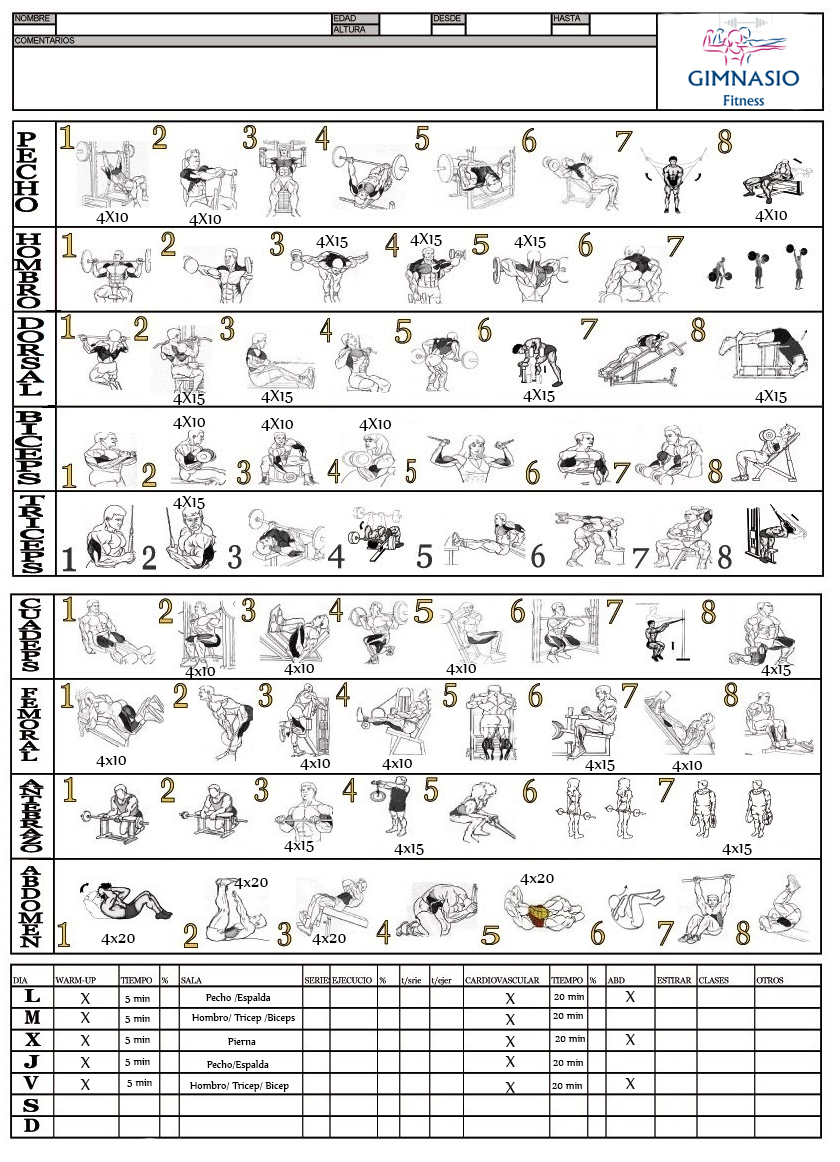 NOMBRE EDAD DESDE HASTA
ALTURA
COMENTARIOS
GIMNASIO
Fitness
PECHO
1 2 3 4 5 6 7 8
4X10 4X10 4X10
HOMBRO
1 2 3 4 5 6 7
4X15 4X15 4X15
DORSAL
1 2 3 4 5 6 7 8
4X15 4X15 4X15 4X15
BICEPS
4X10 4X10 4X10
1 2 3 4 5 6 7 8
TRICEPS
4X15
1 2 3 4 5 6 7 8
CUADEPS
1 2 3 4 5 6 7 8
4x10 4x10 4x10 4x15
FEMORAL
1 2 3 4 5 6 7 8
4x10 4x10 4x10 4x15 4x10
ANTEBRAZO
1 2 3 4 5 6 7
4x15 4x15 4x15
ABDOMEN
4x20 4x20
1 2 3 4 5 6 7 8
4x20 4x20
DIA WARM-UP TIEMPO % SALA SERIE EJECUCIO % t/srie t/ejer CARDIOVASCULAR TIEMPO % ABD ESTIRAR CLASES OTROS
L X 5 min Pecho /Espalda X 20 min X
M X 5 min Hombro/ Tricep /Biceps X 20 min
X X 5 min Pierna X 20 min X
J X 5 min Pecho/Espalda X 20 min
V X 5 min Hombro/ Tricep/ Bicep X 20 min X
S
D